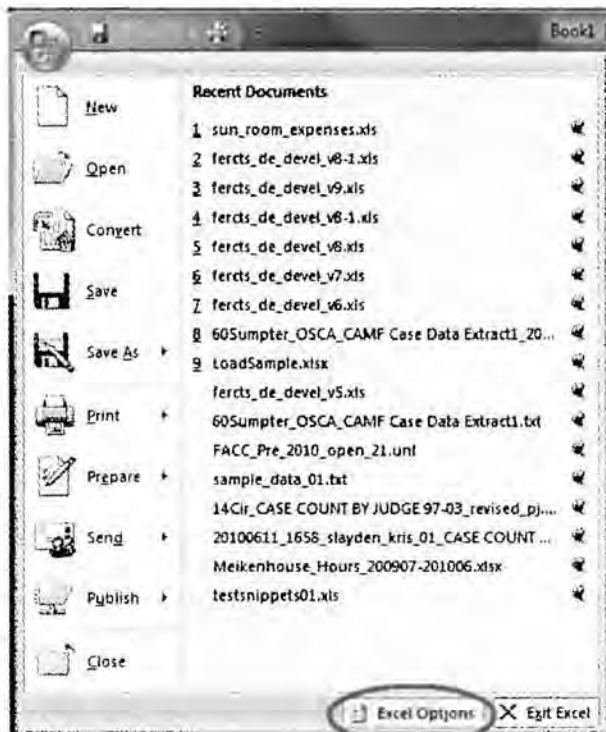 Book1
New
Open
Convert
Save
Save As
Print
Prepare
Send
Publish
Close
Recent Documents
1 sun_room_expenses.xls
2 fercts_de_devel_v8-1.xls
3 fercts_de_devel_v9.xls
4 fercts_de_devel_v8-1.xls
5 fercts_de_devel_v8.xls
6 fercts_de_devel_v7.xls
7 fercts_de_devel_v6.xls
8 60Sumpter_OSCA_CAMF Case Data Extract1_20...
9 LoadSample.xlsx
fercts_de_devel_v5.xls
60Sumpter_OSCA_CAMF Case Data Extract1.txt
FACC_Pre_2010_open_21.unl
sample_data_01.txt
14Cir_CASE COUNT BY JUDGE 97-03_revised_pj....
20100611_1658_slayden_kris_01_CASE COUNT ...
Meikenhouse_Hours_200907-201006.xlsx
testsnippets01.xls
Excel Options
Exit Excel